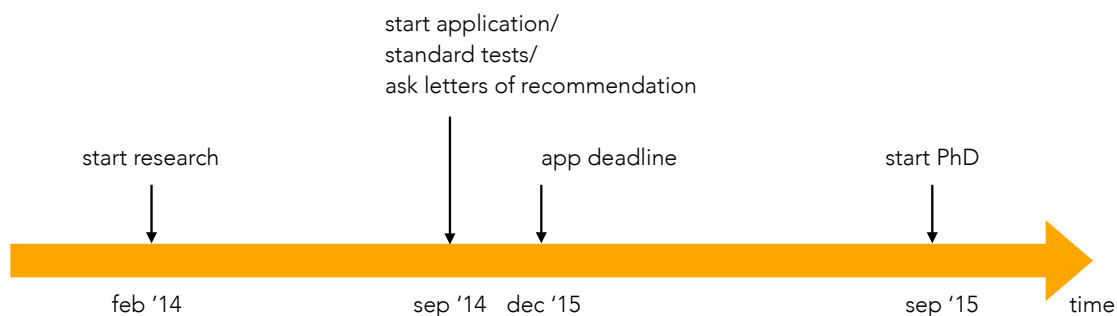 start application/
standard tests/
ask letters of recommendation
start research
app deadline
start PhD
feb ‘14
sep ‘14
dec ‘15
sep ‘15
time